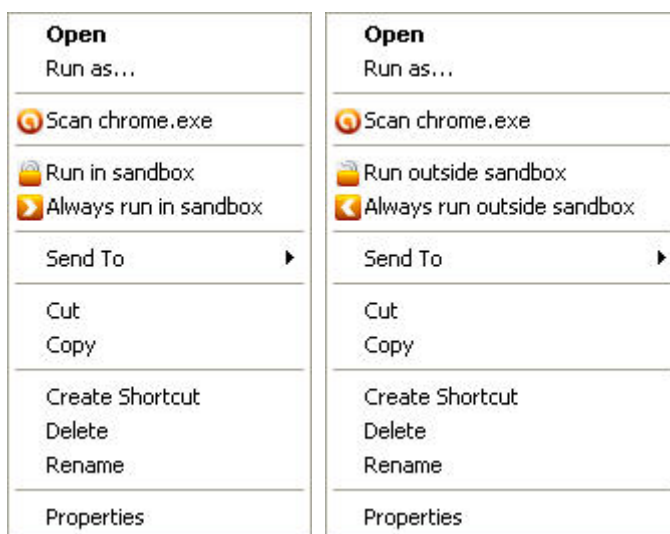 Open
Run as...
Scan chrome.exe
Run in sandbox
Always run in sandbox
Send To
Cut
Copy
Create Shortcut
Delete
Rename
Properties
Open
Run as...
Scan chrome.exe
Run outside sandbox
Always run outside sandbox
Send To
Cut
Copy
Create Shortcut
Delete
Rename
Properties